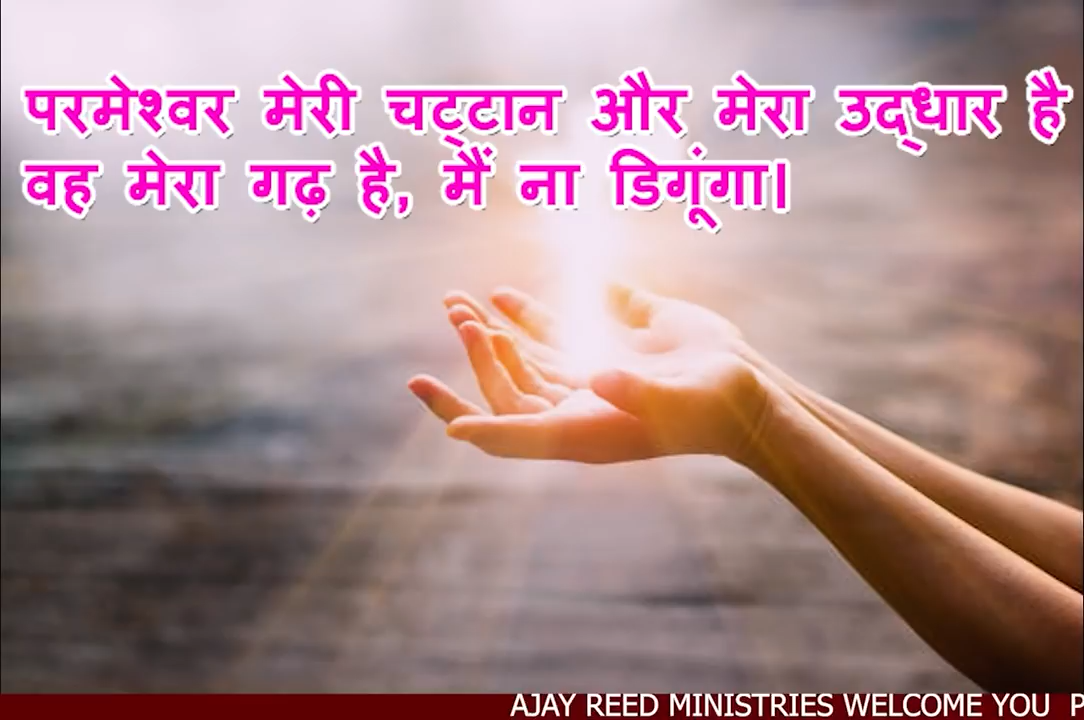 परमेश्वर मेरी चट्टान और मेरा उद्धार है
वह मेरा गढ़ है, मैं ना डिगूंगा।
AJAY REED MINISTRIES WELCOME YOU P